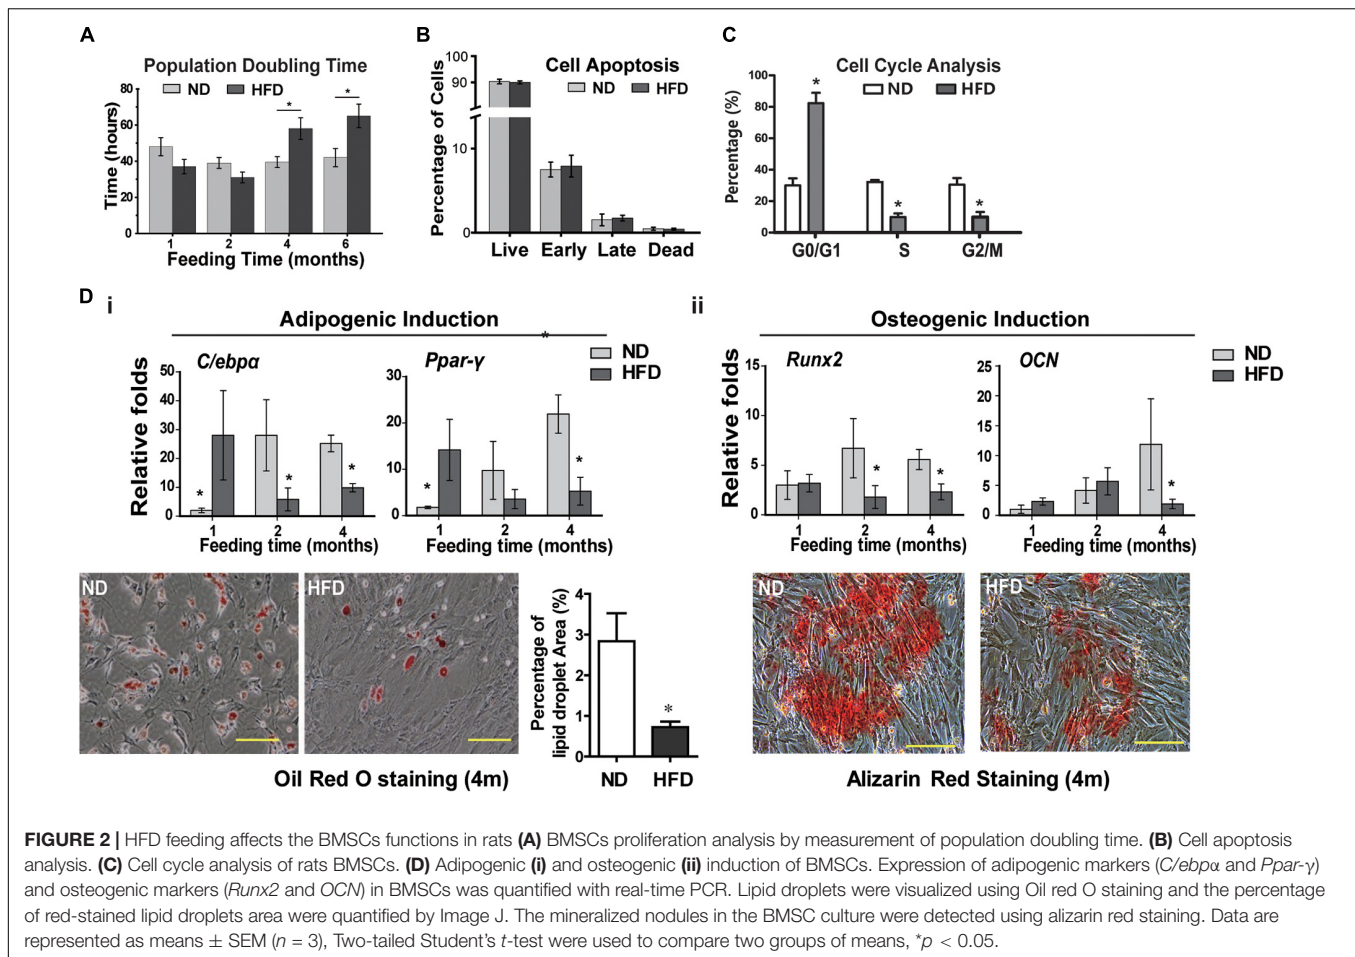 A
Population Doubling Time
ND HFD
Time (hours)
80
60
40
20
0
* *
1 2 4 6
Feeding Time (months)
B
Cell Apoptosis
ND HFD
Percentage of Cells
100
90
10
0
Live Early Late Dead
C
Cell Cycle Analysis
ND HFD
Percentage (%)
100
80
60
40
20
0
* * *
G0/G1 S G2/M
D i
Adipogenic Induction
*
C/ebpα
Relative folds
50
40
30
20
10
0
* * *
1 2 4
Feeding time (months)
Ppar-γ
30
20
10
0
* *
1 2 4
Feeding time (months)
ND
HFD
ND
HFD
Oil Red O staining (4m)
Percentage of
lipid droplet Area (%)
4
3
2
1
0
*
ND HFD
ii
Osteogenic Induction
Runx2
Relative folds
15
10
5
0
* *
1 2 4
Feeding time (months)
OCN
25
20
15
10
5
0
*
1 2 4
Feeding time (months)
ND
HFD
ND
HFD
Alizarin Red Staining (4m)
FIGURE 2 | HFD feeding affects the BMSCs functions in rats (A) BMSCs proliferation analysis by measurement of population doubling time. (B) Cell apoptosis
analysis. (C) Cell cycle analysis of rats BMSCs. (D) Adipogenic (i) and osteogenic (ii) induction of BMSCs. Expression of adipogenic markers (C/ebpα and Ppar-γ)
and osteogenic markers (Runx2 and OCN) in BMSCs was quantified with real-time PCR. Lipid droplets were visualized using Oil red O staining and the percentage
of red-stained lipid droplets area were quantified by Image J. The mineralized nodules in the BMSC culture were detected using alizarin red staining. Data are
represented as means ± SEM (n = 3), Two-tailed Student's t-test were used to compare two groups of means, *p < 0.05.